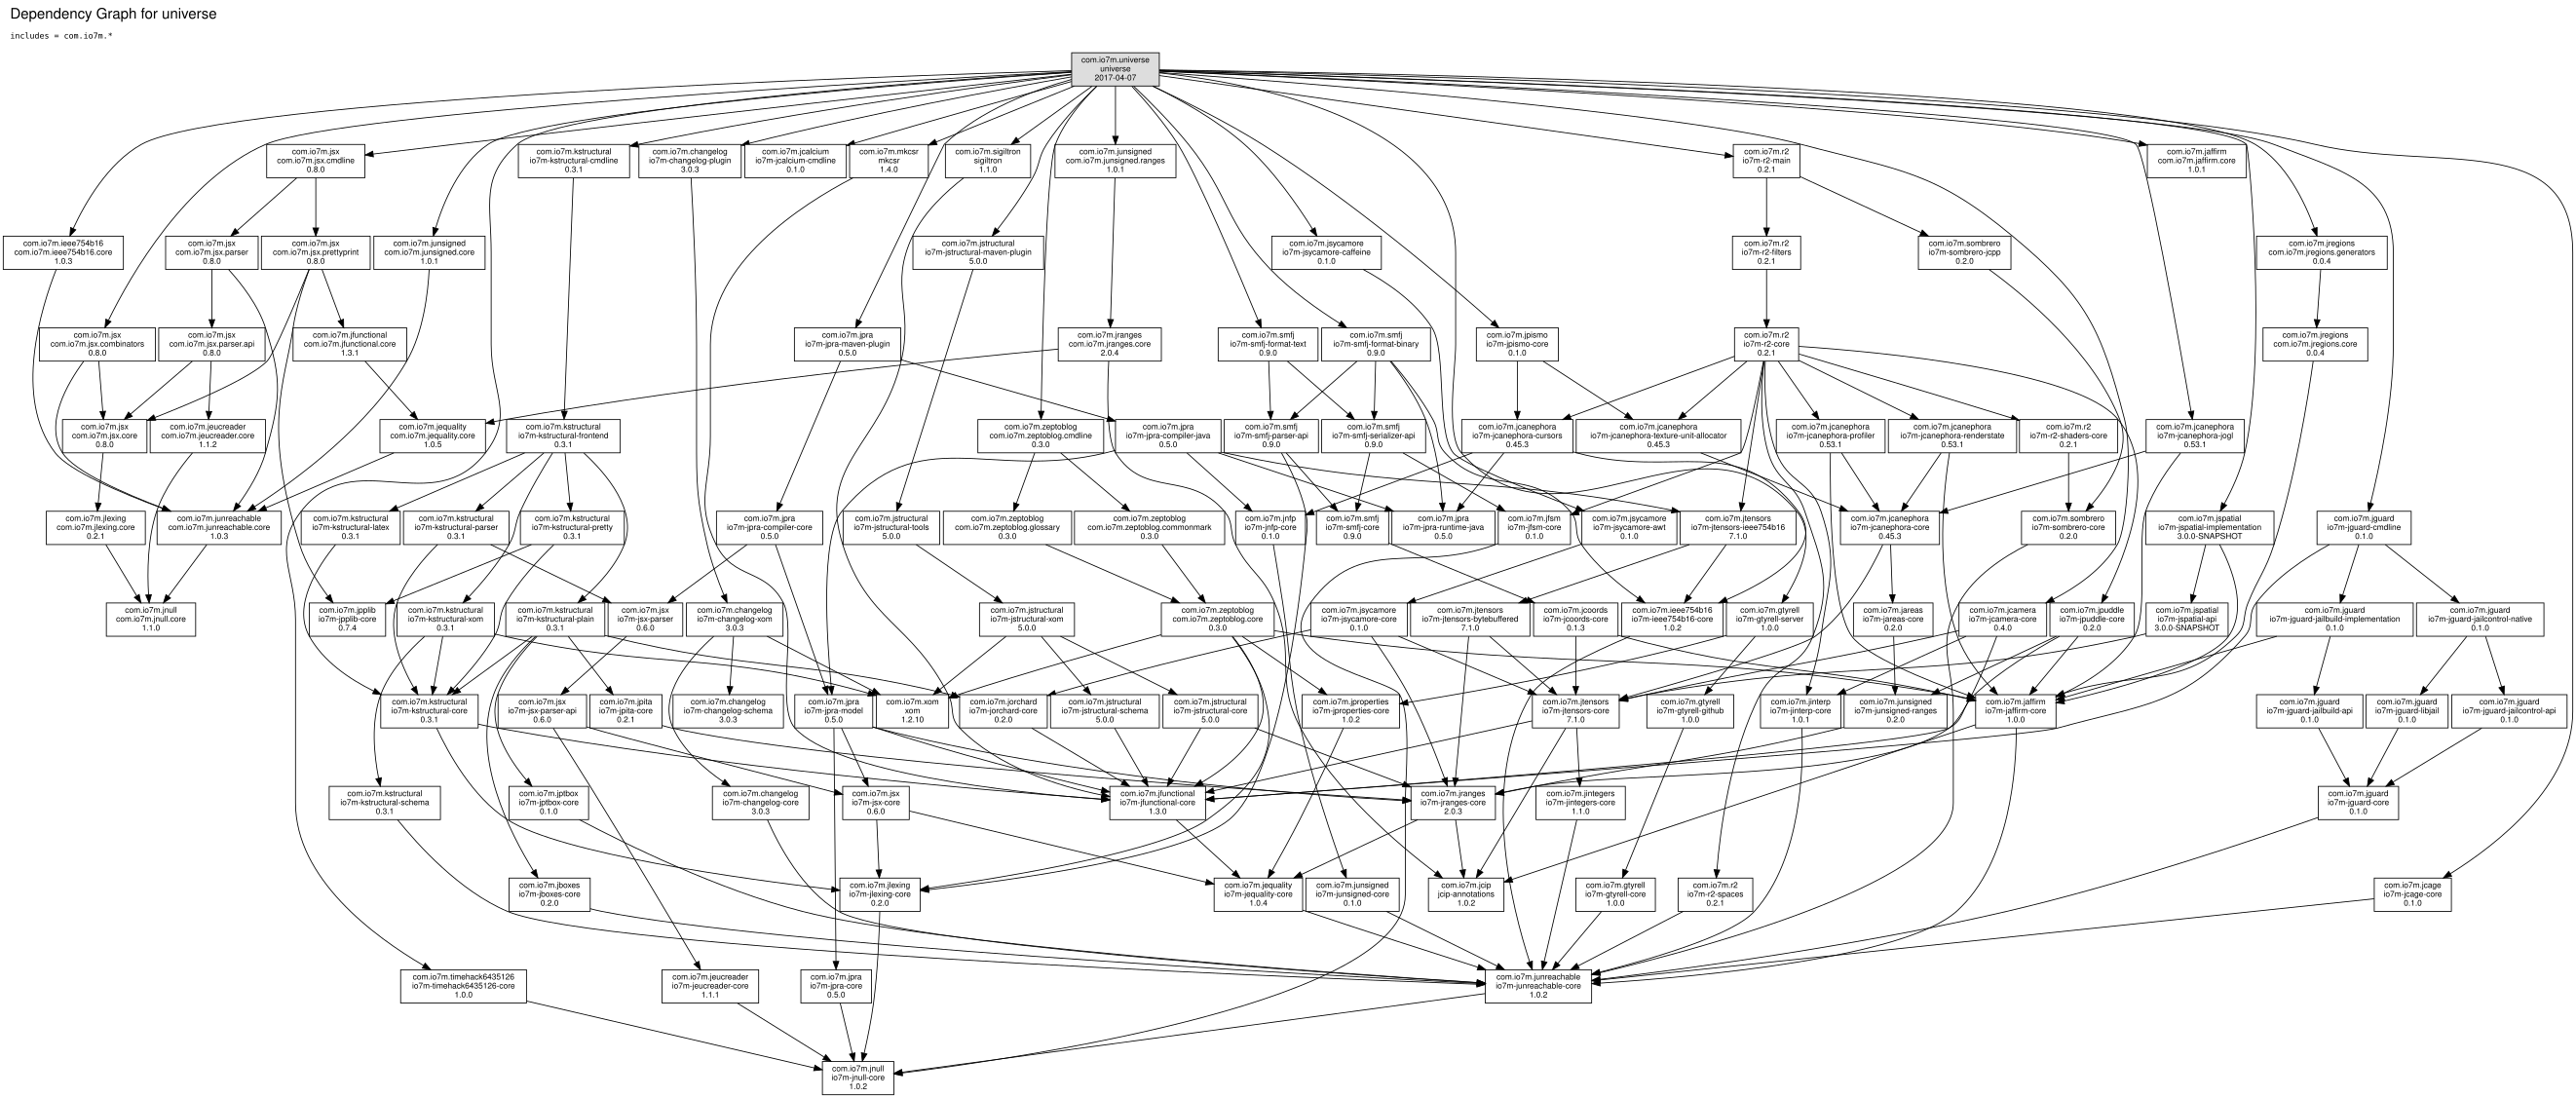 Dependency Graph for universe
includes = com.io7m.*
com.io7m.universe
universe
2017-04-07
com.io7m.jsx
com.io7m.jsx.cmdline
0.8.0
com.io7m.kstructural
io7m-kstructural-cmdline
0.3.1
com.io7m.changelog
io7m-changelog-plugin
3.0.3
com.io7m.jcalcium
io7m-jcalcium-cmdline
0.1.0
com.io7m.mkcsr
mkcsr
1.4.0
com.io7m.sigiltron
sigiltron
1.1.0
com.io7m.junsigned
com.io7m.junsigned.ranges
1.0.1
com.io7m.r2
io7m-r2-main
0.2.1
com.io7m.jaffirm
com.io7m.jaffirm.core
1.0.1
com.io7m.ieee754b16
com.io7m.ieee754b16.core
1.0.3
com.io7m.jsx
com.io7m.jsx.parser
0.8.0
com.io7m.jsx
com.io7m.jsx.prettyprint
0.8.0
com.io7m.junsigned
com.io7m.junsigned.core
1.0.1
com.io7m.jstructural
io7m-jstructural-maven-plugin
5.0.0
com.io7m.jsycamore
io7m-jsycamore-caffeine
0.1.0
com.io7m.r2
io7m-r2-filters
0.2.1
com.io7m.sombrero
io7m-sombrero-jcpp
0.2.0
com.io7m.jregions
com.io7m.jregions.generators
0.0.4
com.io7m.jsx
com.io7m.jsx.combinators
0.8.0
com.io7m.jsx
com.io7m.jsx.parser.api
0.8.0
com.io7m.jfunctional
com.io7m.jfunctional.core
1.3.1
com.io7m.jpra
io7m-jpra-maven-plugin
0.5.0
com.io7m.jranges
com.io7m.jranges.core
2.0.4
com.io7m.smfj
io7m-smfj-format-text
0.9.0
com.io7m.smfj
io7m-smfj-format-binary
0.9.0
com.io7m.jpismo
io7m-jpismo-core
0.1.0
com.io7m.r2
io7m-r2-core
0.2.1
com.io7m.jregions
com.io7m.jregions.core
0.0.4
com.io7m.jsx
com.io7m.jsx.core
0.8.0
com.io7m.jeucreader
com.io7m.jeucreader.core
1.1.2
com.io7m.jequality
com.io7m.jequality.core
1.0.5
com.io7m.kstructural
io7m-kstructural-frontend
0.3.1
com.io7m.zeptoblog
com.io7m.zeptoblog.cmdline
0.3.0
com.io7m.jpra
io7m-jpra-compiler-java
0.5.0
com.io7m.smfj
io7m-smfj-parser-api
0.9.0
com.io7m.smfj
io7m-smfj-serializer-api
0.9.0
com.io7m.jcanephora
io7m-jcanephora-cursors
0.45.3
com.io7m.jcanephora
io7m-jcanephora-texture-unit-allocator
0.45.3
com.io7m.jcanephora
io7m-jcanephora-profiler
0.53.1
com.io7m.jcanephora
io7m-jcanephora-renderstate
0.53.1
com.io7m.r2
io7m-r2-shaders-core
0.2.1
com.io7m.jcanephora
io7m-jcanephora-jogl
0.53.1
com.io7m.jlexing
com.io7m.jlexing.core
0.2.1
com.io7m.junreachable
com.io7m.junreachable.core
1.0.3
com.io7m.kstructural
io7m-kstructural-latex
0.3.1
com.io7m.kstructural
io7m-kstructural-parser
0.3.1
com.io7m.kstructural
io7m-kstructural-pretty
0.3.1
com.io7m.jpra
io7m-jpra-compiler-core
0.5.0
com.io7m.jstructural
io7m-jstructural-tools
5.0.0
com.io7m.zeptoblog
com.io7m.zeptoblog.glossary
0.3.0
com.io7m.zeptoblog
com.io7m.zeptoblog.commonmark
0.3.0
com.io7m.jnfp
io7m-jnfp-core
0.1.0
com.io7m.smfj
io7m-smfj-core
0.9.0
com.io7m.jpra
io7m-jpra-runtime-java
0.5.0
com.io7m.jfsm
io7m-jfsm-core
0.1.0
com.io7m.jsycamore
io7m-jsycamore-awt
0.1.0
com.io7m.jtensors
io7m-jtensors-ieee754b16
7.1.0
com.io7m.jcanephora
io7m-jcanephora-core
0.45.3
com.io7m.sombrero
io7m-sombrero-core
0.2.0
com.io7m.jspatial
io7m-jspatial-implementation
3.0.0-SNAPSHOT
com.io7m.jguard
io7m-jguard-cmdline
0.1.0
com.io7m.jnull
com.io7m.jnull.core
1.1.0
com.io7m.jpplib
io7m-jpplib-core
0.7.4
com.io7m.kstructural
io7m-kstructural-xom
0.3.1
com.io7m.kstructural
io7m-kstructural-plain
0.3.1
com.io7m.jsx
io7m-jsx-parser
0.6.0
com.io7m.changelog
io7m-changelog-xom
3.0.3
com.io7m.jstructural
io7m-jstructural-xom
5.0.0
com.io7m.zeptoblog
com.io7m.zeptoblog.core
0.3.0
com.io7m.jsycamore
io7m-jsycamore-core
0.1.0
com.io7m.jtensors
io7m-jtensors-bytebuffered
7.1.0
com.io7m.jcoords
io7m-jcoords-core
0.1.3
com.io7m.ieee754b16
io7m-ieee754b16-core
1.0.2
com.io7m.gtyrell
io7m-gtyrell-server
1.0.0
com.io7m.jareas
io7m-jareas-core
0.2.0
com.io7m.jcamera
io7m-jcamera-core
0.4.0
com.io7m.jpuddle
io7m-jpuddle-core
0.2.0
com.io7m.jspatial
io7m-jspatial-api
3.0.0-SNAPSHOT
com.io7m.jguard
io7m-jguard-jailbuild-implementation
0.1.0
com.io7m.jguard
io7m-jguard-jailcontrol-native
0.1.0
com.io7m.kstructural
io7m-kstructural-core
0.3.1
com.io7m.jsx
io7m-jsx-parser-api
0.6.0
com.io7m.jpita
io7m-jpita-core
0.2.1
com.io7m.changelog
io7m-changelog-schema
3.0.3
com.io7m.jpra
io7m-jpra-model
0.5.0
com.io7m.xom
xom
1.2.10
com.io7m.jorchard
io7m-jorchard-core
0.2.0
com.io7m.jstructural
io7m-jstructural-schema
5.0.0
com.io7m.jstructural
io7m-jstructural-core
5.0.0
com.io7m.jproperties
io7m-jproperties-core
1.0.2
com.io7m.jtensors
io7m-jtensors-core
7.1.0
com.io7m.gtyrell
io7m-gtyrell-github
1.0.0
com.io7m.jinterp
io7m-jinterp-core
1.0.1
com.io7m.junsigned
io7m-junsigned-ranges
0.2.0
com.io7m.jaffirm
io7m-jaffirm-core
1.0.0
com.io7m.jguard
io7m-jguard-jailbuild-api
0.1.0
com.io7m.jguard
io7m-jguard-libjail
0.1.0
com.io7m.jguard
io7m-jguard-jailcontrol-api
0.1.0
com.io7m.kstructural
io7m-kstructural-schema
0.3.1
com.io7m.jptbox
io7m-jptbox-core
0.1.0
com.io7m.changelog
io7m-changelog-core
3.0.3
com.io7m.jsx
io7m-jsx-core
0.6.0
com.io7m.jfunctional
io7m-jfunctional-core
1.3.0
com.io7m.jranges
io7m-jranges-core
2.0.3
com.io7m.jintegers
io7m-jintegers-core
1.1.0
com.io7m.jguard
io7m-jguard-core
0.1.0
com.io7m.jboxes
io7m-jboxes-core
0.2.0
com.io7m.jlexing
io7m-jlexing-core
0.2.0
com.io7m.jequality
io7m-jequality-core
1.0.4
com.io7m.junsigned
io7m-junsigned-core
0.1.0
com.io7m.jcip
jcip-annotations
1.0.2
com.io7m.gtyrell
io7m-gtyrell-core
1.0.0
com.io7m.r2
io7m-r2-spaces
0.2.1
com.io7m.jcage
io7m-jcage-core
0.1.0
com.io7m.timehack6435126
io7m-timehack6435126-core
1.0.0
com.io7m.jeucreader
io7m-jeucreader-core
1.1.1
com.io7m.jpra
io7m-jpra-core
0.5.0
com.io7m.junreachable
io7m-junreachable-core
1.0.2
com.io7m.jnull
io7m-jnull-core
1.0.2